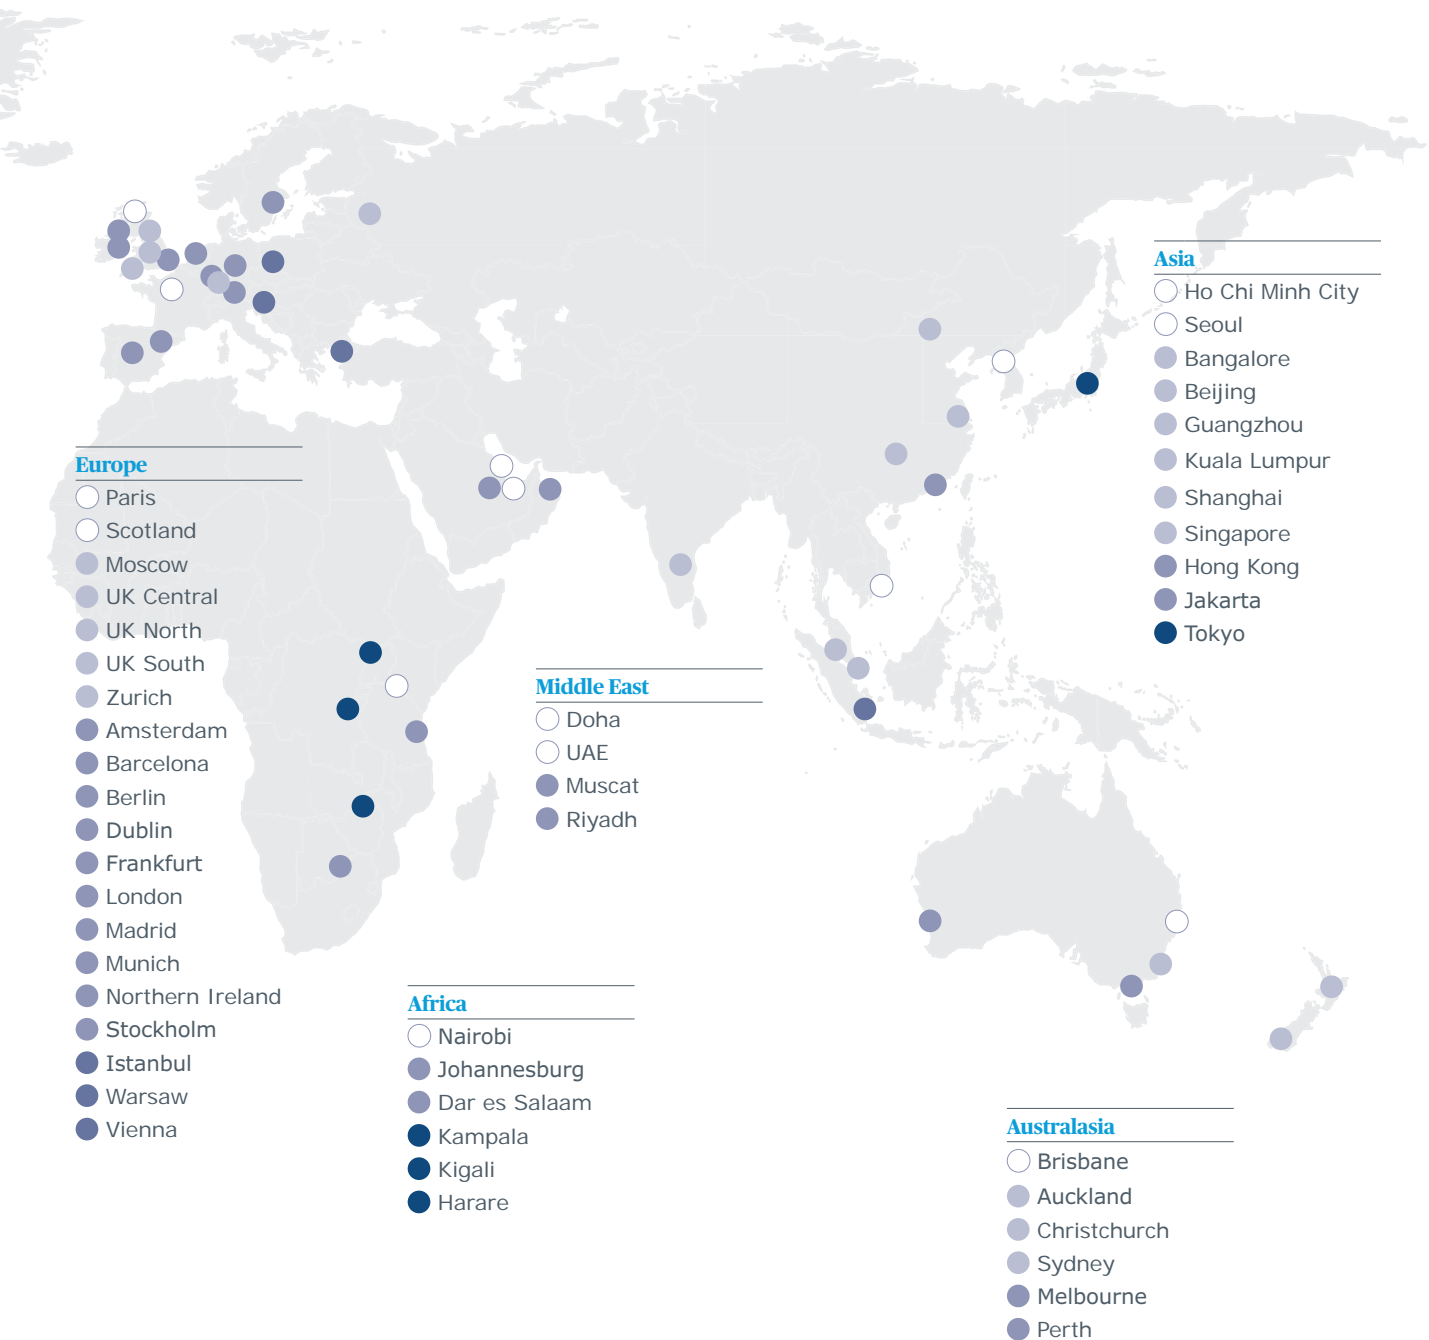 Asia
Ho Chi Minh City
Seoul
Bangalore
Beijing
Guangzhou
Kuala Lumpur
Shanghai
Singapore
Hong Kong
Jakarta
Tokyo
Europe
Paris
Scotland
Moscow
UK Central
UK North
UK South
Zurich
Amsterdam
Barcelona
Berlin
Dublin
Frankfurt
London
Madrid
Munich
Northern Ireland
Stockholm
Istanbul
Warsaw
Vienna
Middle East
Doha
UAE
Muscat
Riyadh
Africa
Nairobi
Johannesburg
Dar es Salaam
Kampala
Kigali
Harare
Australasia
Brisbane
Auckland
Christchurch
Sydney
Melbourne
Perth